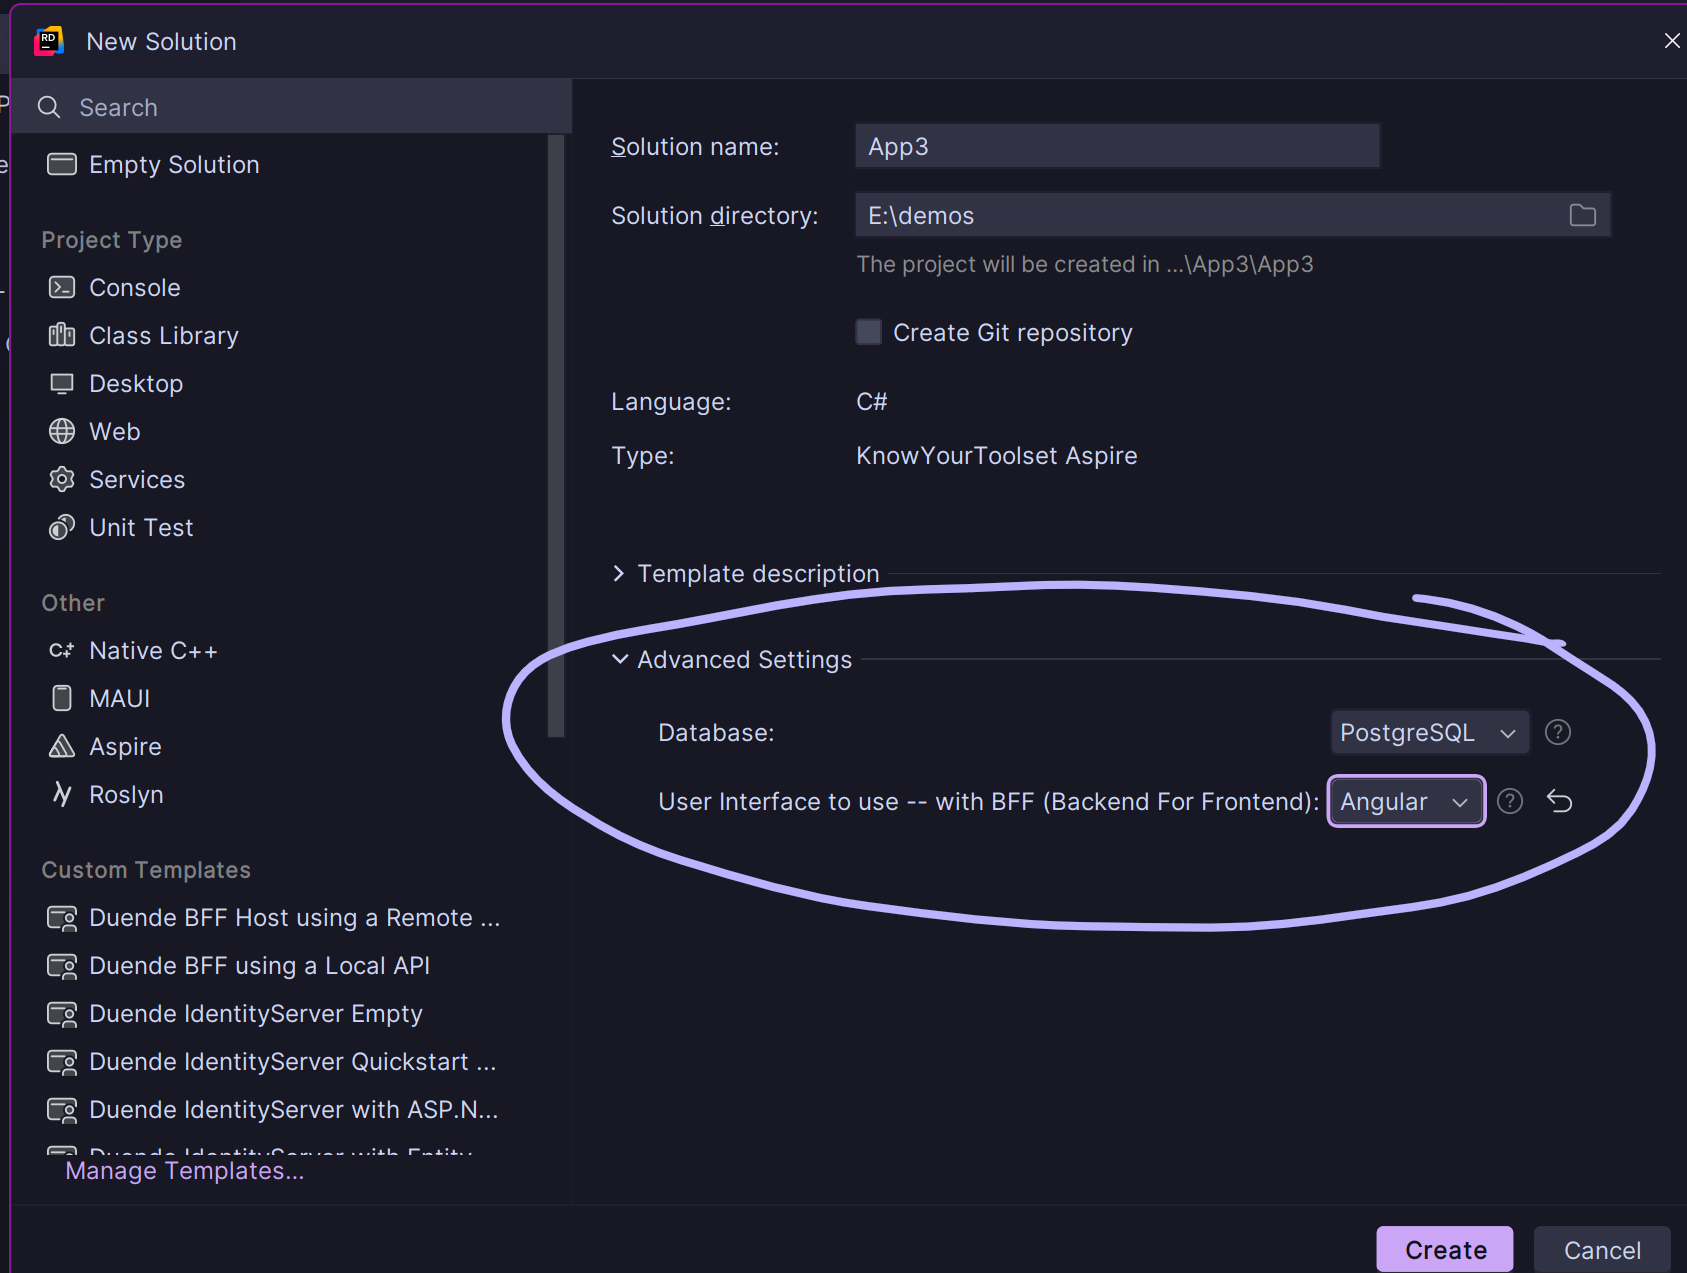 RD
New Solution
Search
Empty Solution
Project Type
Console
Class Library
Desktop
Web
Services
Unit Test
Other
Native C++
MAUI
Aspire
Roslyn
Custom Templates
Duende BFF Host using a Remote ...
Duende BFF using a Local API
Duende IdentityServer Empty
Duende IdentityServer Quickstart ...
Duende IdentityServer with ASP.N...
Duende IdentityServer with Entity
Manage Templates...
Solution name: App3
Solution directory: E:\demos
The project will be created in ...\App3\App3
Create Git repository
Language: C#
Type: KnowYourToolset Aspire
Template description
Advanced Settings
Database: PostgreSQL
User Interface to use -- with BFF (Backend For Frontend): Angular
Create Cancel